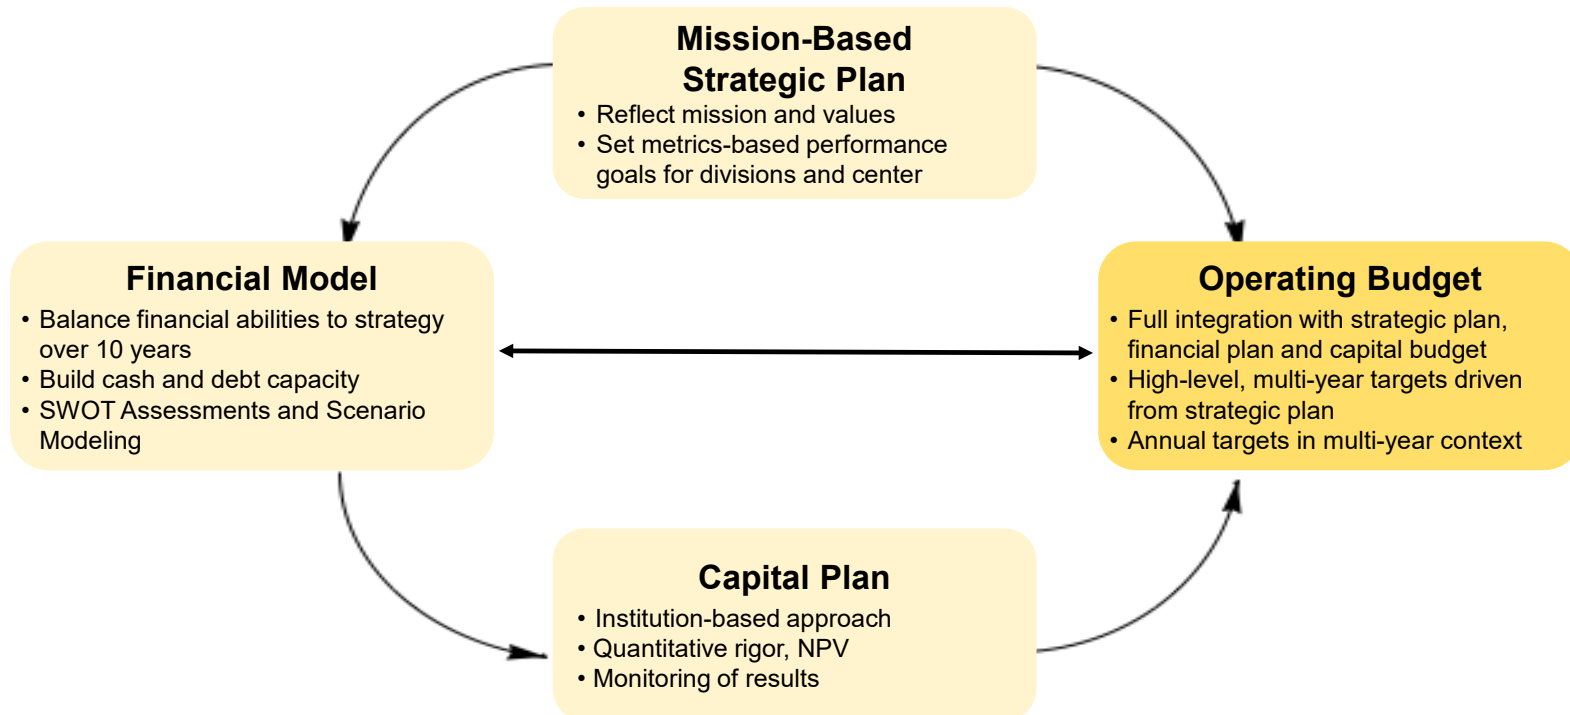 Mission-Based
Strategic Plan
• Reflect mission and values
• Set metrics-based performance
goals for divisions and center
Financial Model
• Balance financial abilities to strategy
over 10 years
• Build cash and debt capacity
• SWOT Assessments and Scenario
Modeling
Operating Budget
• Full integration with strategic plan,
financial plan and capital budget
• High-level, multi-year targets driven
from strategic plan
• Annual targets in multi-year context
Capital Plan
• Institution-based approach
• Quantitative rigor, NPV
• Monitoring of results